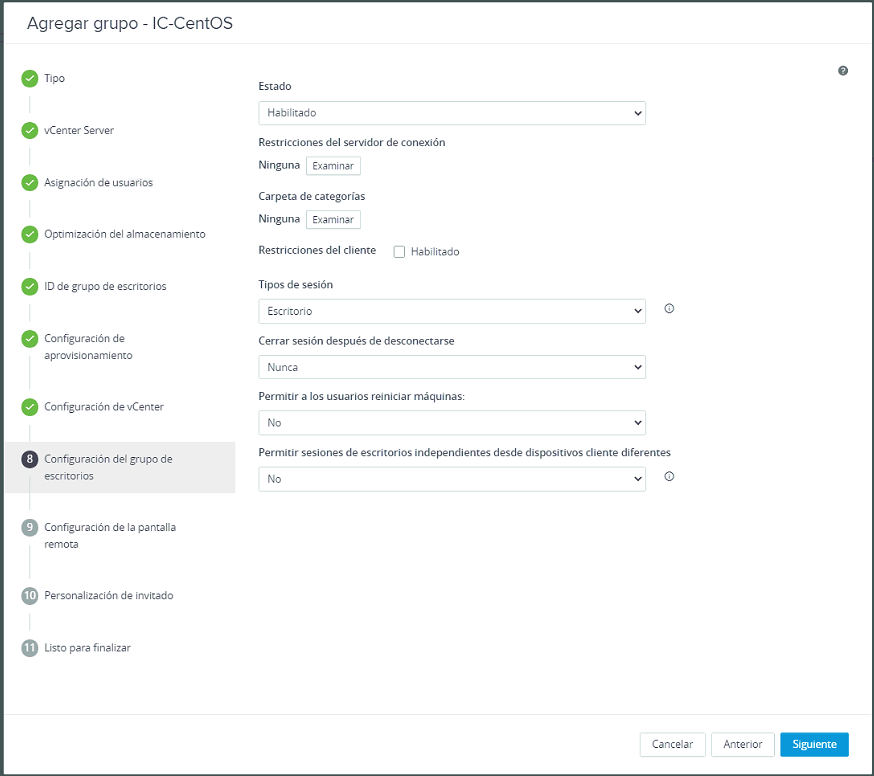 Agregar grupo - IC-CentOS
Tipo
vCenter Server
Asignación de usuarios
Optimización del almacenamiento
ID de grupo de escritorios
Configuración de
aprovisionamiento
Configuración de vCenter
8
Configuración del grupo de
escritorios
9
Configuración de la pantalla
remota
10
Personalización de invitado
11
Listo para finalizar
?
Estado
Habilitado
Restricciones del servidor de conexión
Ninguna Examinar
Carpeta de categorías
Ninguna Examinar
Restricciones del cliente Habilitado
Tipos de sesión
Escritorio
Cerrar sesión después de desconectarse
Nunca
Permitir a los usuarios reiniciar máquinas:
No
Permitir sesiones de escritorios independientes desde dispositivos cliente diferentes
No
Cancelar Anterior Siguiente